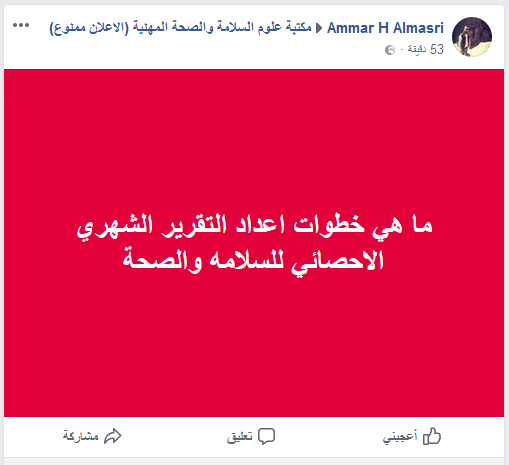 Ammar H Almasri ◂ مكتبة علوم السلامة والصحة المهنية (الاعلان ممنوع)
53 دقيقة ·
ما هي خطوات اعداد التقرير الشهري
الاحصائي للسلامه والصحة
أعجبني تعليق مشاركة